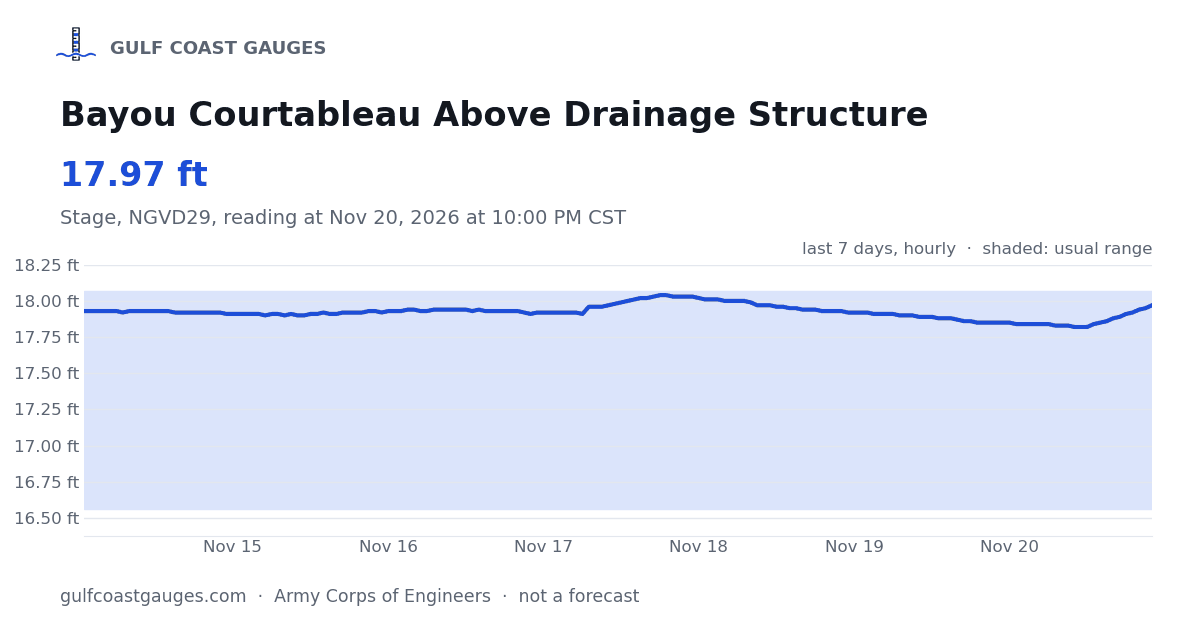 GULF COAST GAUGES
Bayou Courtableau Above Drainage Structure
17.97 ft
Stage, NGVD29, reading at Nov 20, 2026 at 10:00 PM CST
last 7 days, hourly · shaded: usual range
18.25 ft
18.00 ft
17.75 ft
17.50 ft
17.25 ft
17.00 ft
16.75 ft
16.50 ft
Nov 15 Nov 16 Nov 17 Nov 18 Nov 19 Nov 20
gulfcoastgauges.com · Army Corps of Engineers · not a forecast